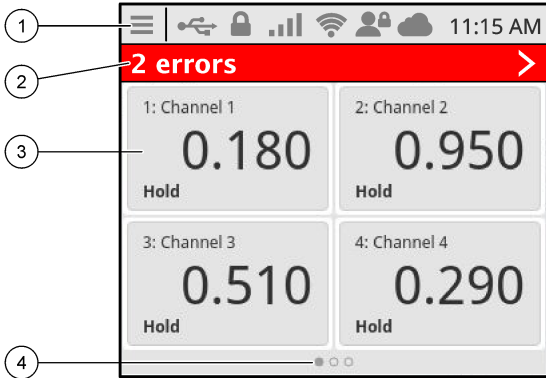 1
11:15 AM
2
2 errors
1: Channel 1
2: Channel 2
3
0.180
0.950
Hold
Hold
3: Channel 3
4: Channel 4
0.510
0.290
Hold
Hold
4